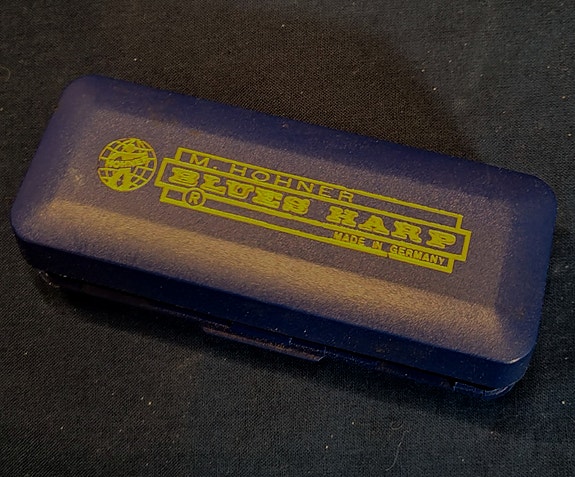 M. HOHNER
BLUES HARP
®
MADE IN GERMANY